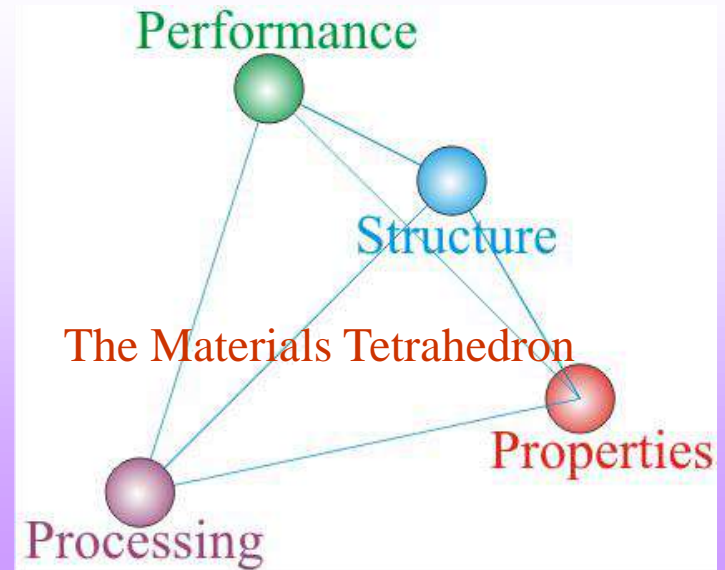 Performance
Structure
The Materials Tetrahedron
Properties
Processing